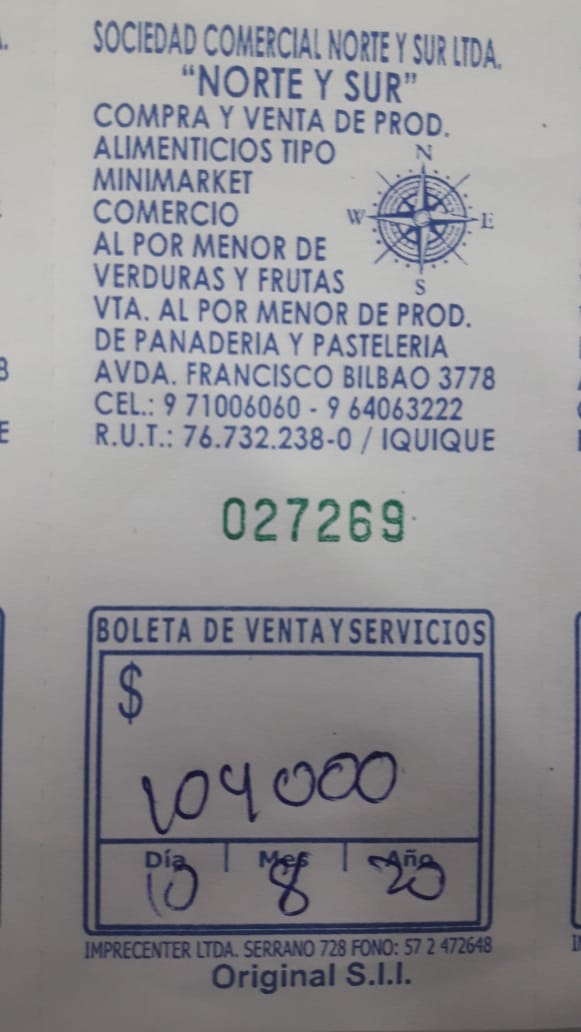 SOCIEDAD COMERCIAL NORTE Y SUR LTDA.
"NORTE Y SUR"
COMPRA Y VENTA DE PROD.
ALIMENTICIOS TIPO
MINIMARKET
COMERCIO
AL POR MENOR DE
VERDURAS Y FRUTAS
VTA. AL POR MENOR DE PROD.
DE PANADERIA Y PASTELERIA
AVDA. FRANCISCO BILBAO 3778
CEL.: 9 71006060 - 9 64063222
R.U.T.: 76.732.238-0 / IQUIQUE
N
W E
S
027269
BOLETA DE VENTA Y SERVICIOS
$
104000
Día Mes Año
10 8 20
IMPRECENTER LTDA. SERRANO 728 FONO: 57 2 472648
Original S.I.I.